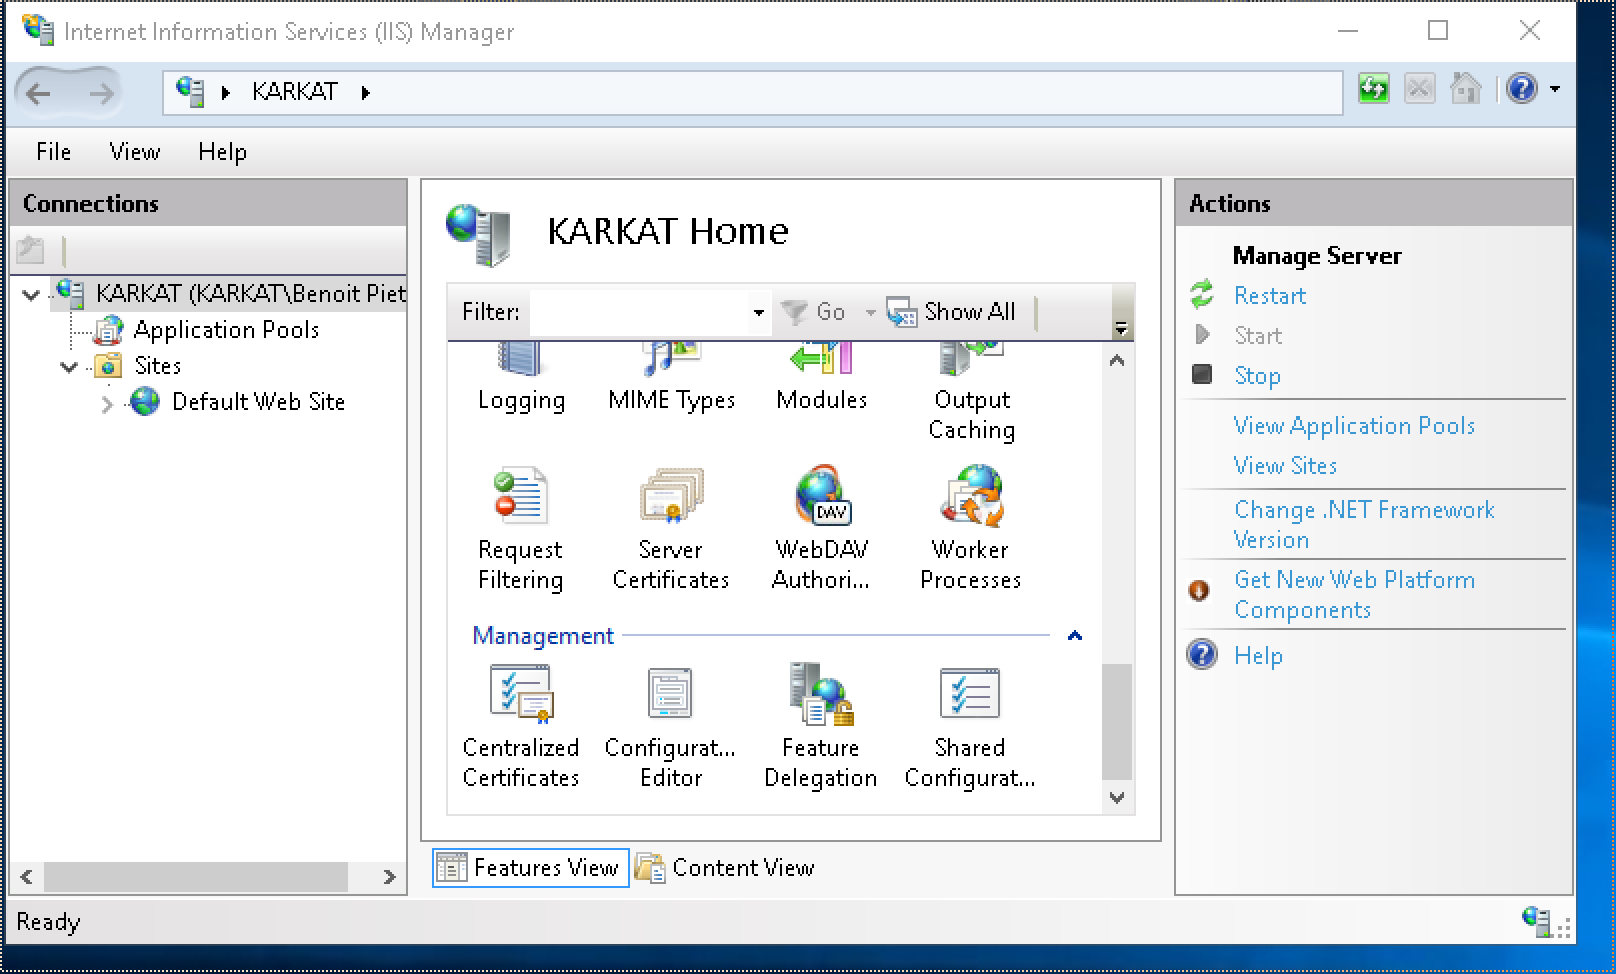 Internet Information Services (IIS) Manager
KARKAT
File View Help
Connections
KARKAT (KARKAT\Benoit Piet
Application Pools
Sites
Default Web Site
KARKAT Home
Filter: Go Show All
Logging MIME Types Modules Output
Caching
Request Server WebDAV Worker
Filtering Certificates Authori... Processes
DAV
Management
Centralized Configurat... Feature Shared
Certificates Editor Delegation Configurat...
Features View Content View
Actions
Manage Server
Restart
Start
Stop
View Application Pools
View Sites
Change .NET Framework
Version
Get New Web Platform
Components
Help
Ready